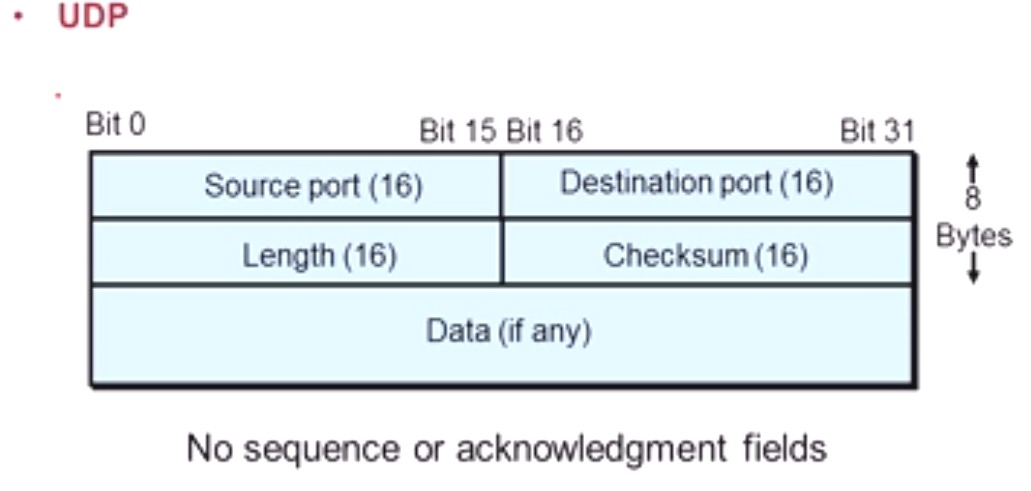 • UDP
Bit 0 Bit 15 Bit 16 Bit 31
Source port (16) Destination port (16)
Length (16) Checksum (16)
8
Bytes
Data (if any)
No sequence or acknowledgment fields